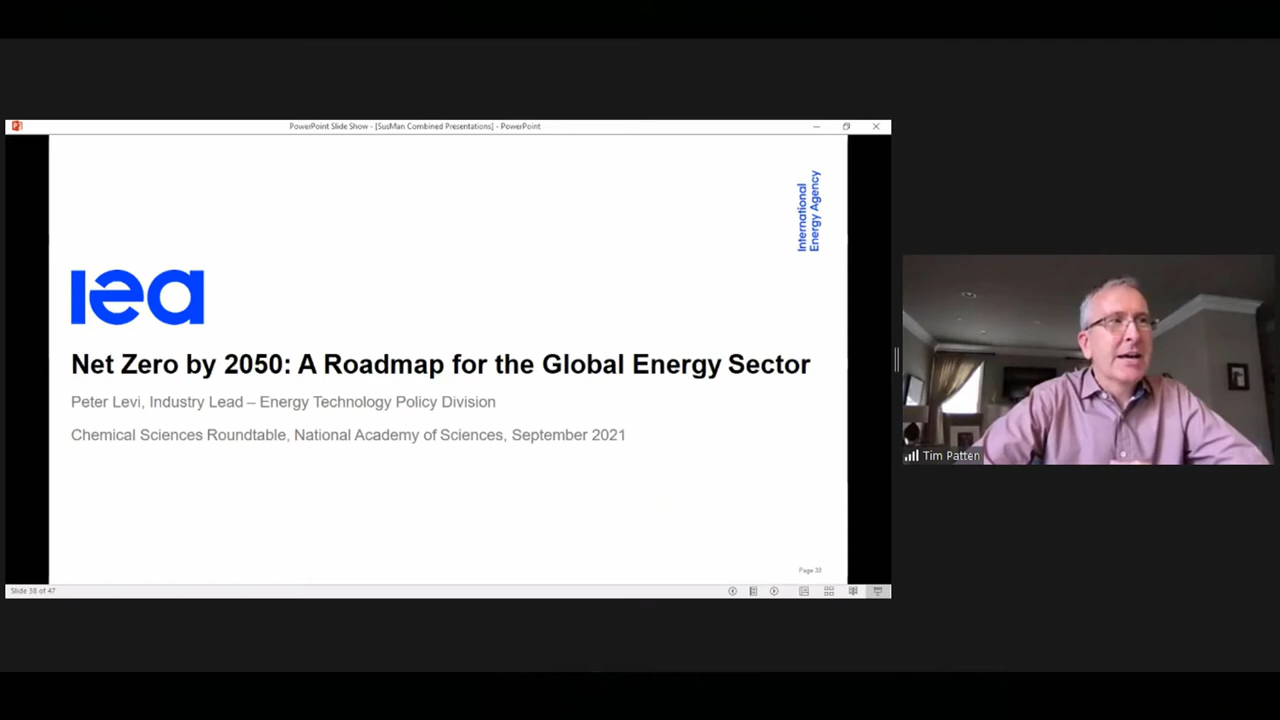 PowerPoint Slide Show - [SusMan Combined Presentations] - PowerPoint
International
Energy Agency
iea
Net Zero by 2050: A Roadmap for the Global Energy Sector
Peter Levi, Industry Lead – Energy Technology Policy Division
Chemical Sciences Roundtable, National Academy of Sciences, September 2021
Page 38
Slide 38 of 47
Tim Patten